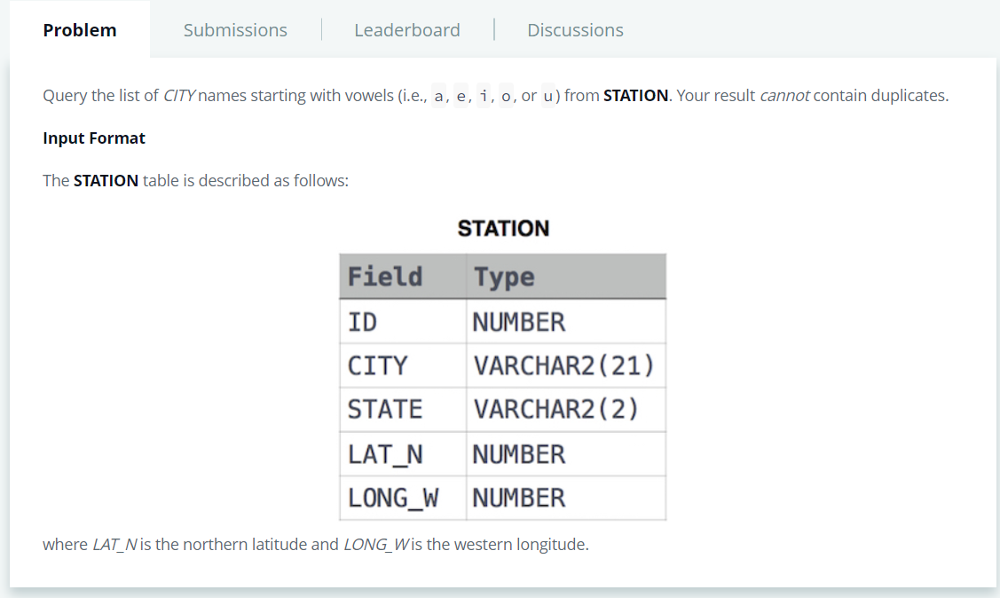 Problem Submissions Leaderboard Discussions
Query the list of CITY names starting with vowels (i.e., a, e, i, o, or u) from STATION. Your result cannot contain duplicates.
Input Format
The STATION table is described as follows:
STATION
Field Type
ID NUMBER
CITY VARCHAR2(21)
STATE VARCHAR2(2)
LAT_N NUMBER
LONG_W NUMBER
where LAT_N is the northern latitude and LONG_W is the western longitude.